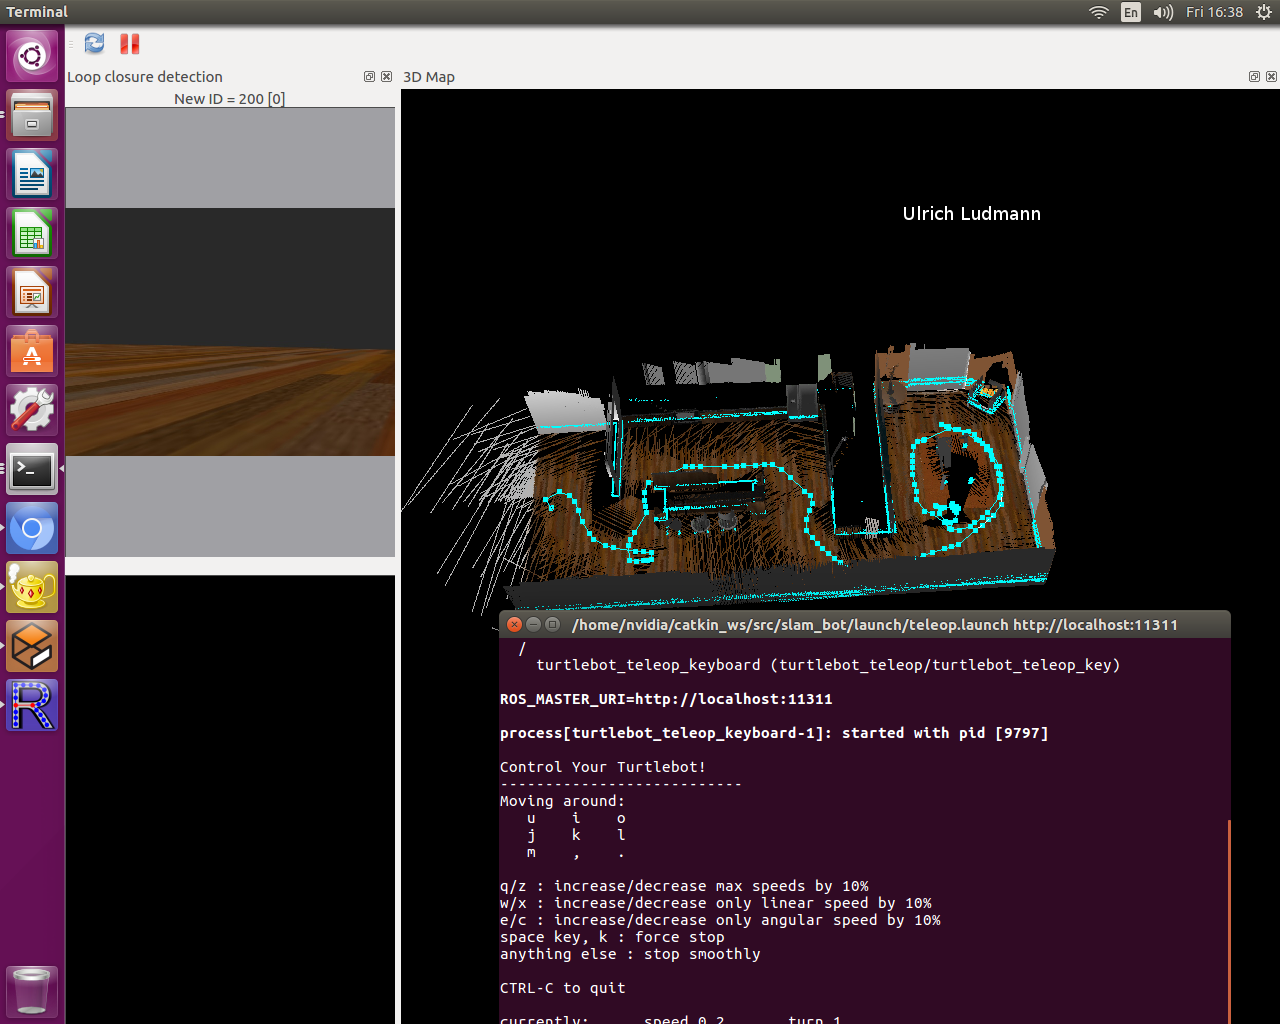 Terminal
En
Fri 16:38
Loop closure detection
3D Map
New ID = 200 [0]
Ulrich Ludmann
/home/nvidia/catkin_ws/src/slam_bot/launch/teleop.launch http://localhost:11311
/
turtlebot_teleop_keyboard (turtlebot_teleop/turtlebot_teleop_key)
ROS_MASTER_URI=http://localhost:11311
process[turtlebot_teleop_keyboard-1]: started with pid [9797]
Control Your Turtlebot!
---------------------------
Moving around:
u i o
j k l
m , .
q/z : increase/decrease max speeds by 10%
w/x : increase/decrease only linear speed by 10%
e/c : increase/decrease only angular speed by 10%
space key, k : force stop
anything else : stop smoothly
CTRL-C to quit
currently: speed 0.2 turn 1